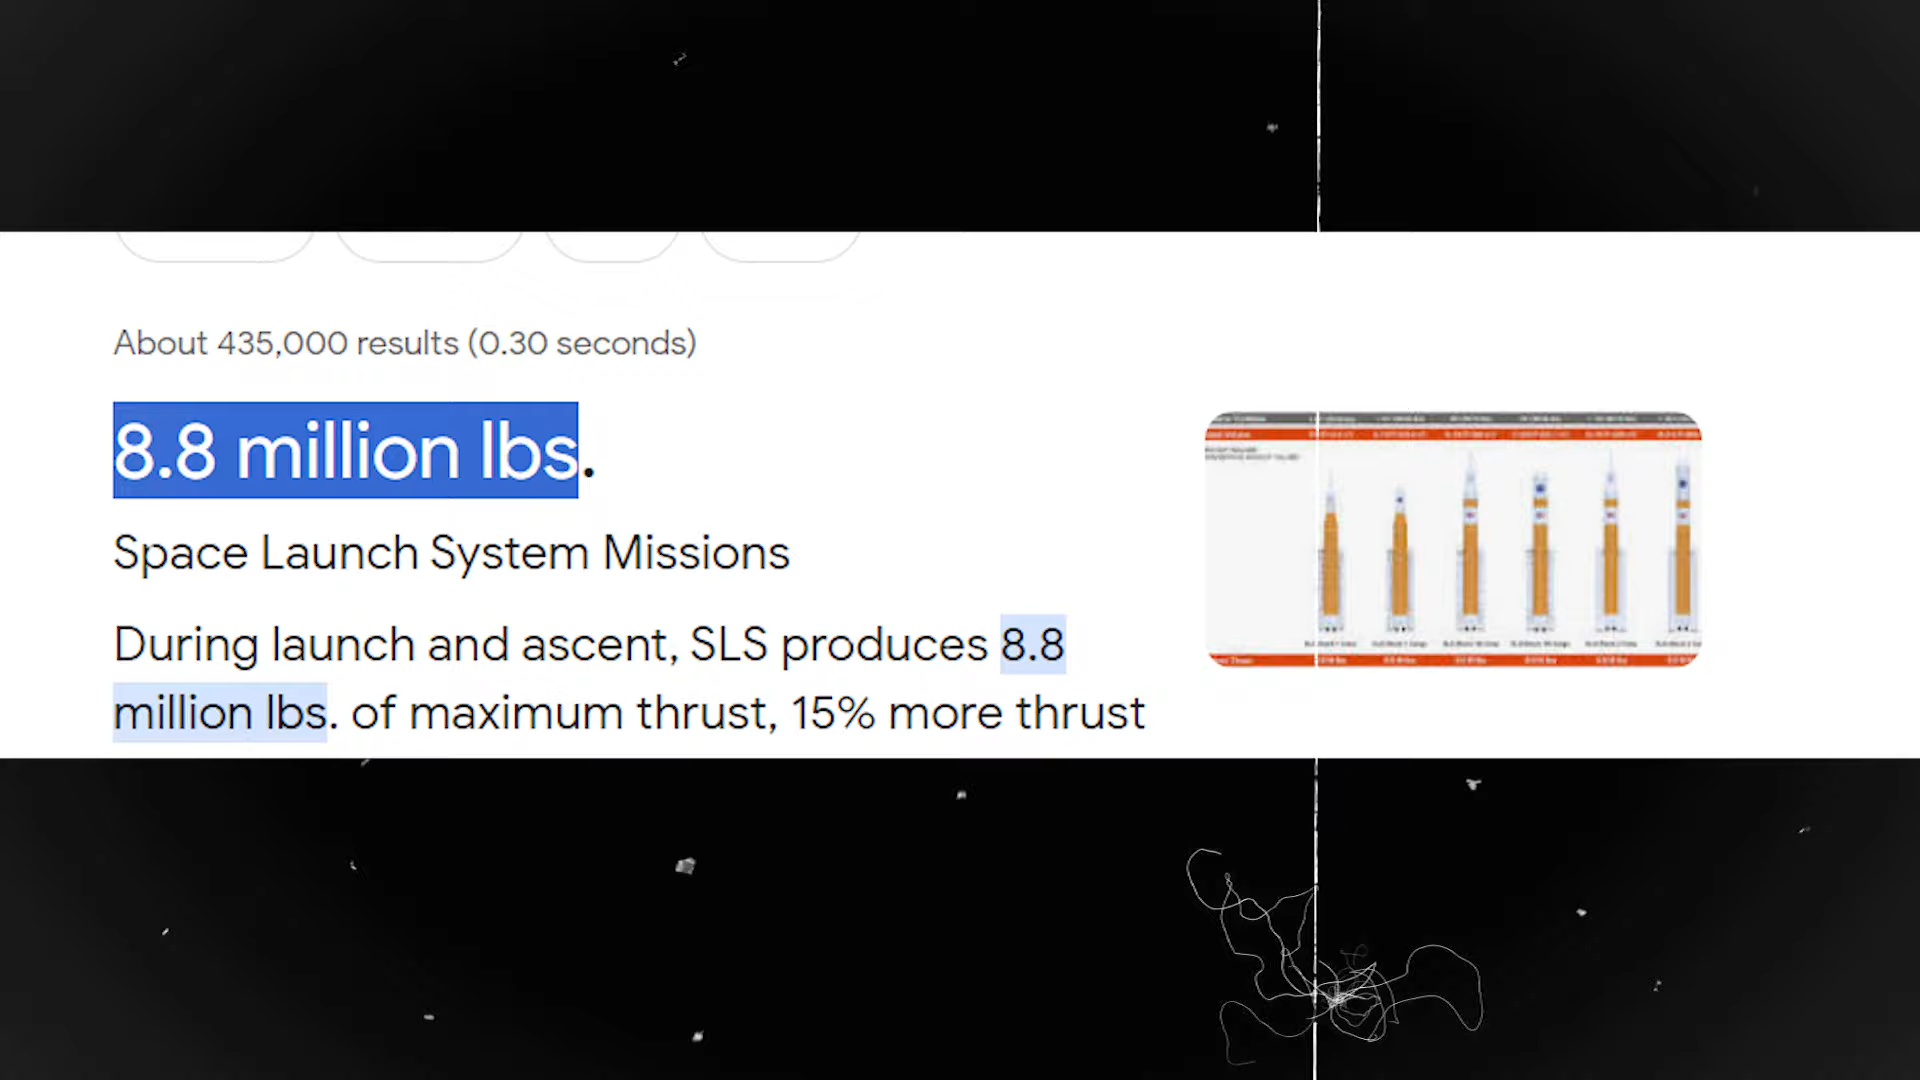 About 435,000 results (0.30 seconds)
8.8 million lbs.
Space Launch System Missions
During launch and ascent, SLS produces 8.8
million lbs. of maximum thrust, 15% more thrust